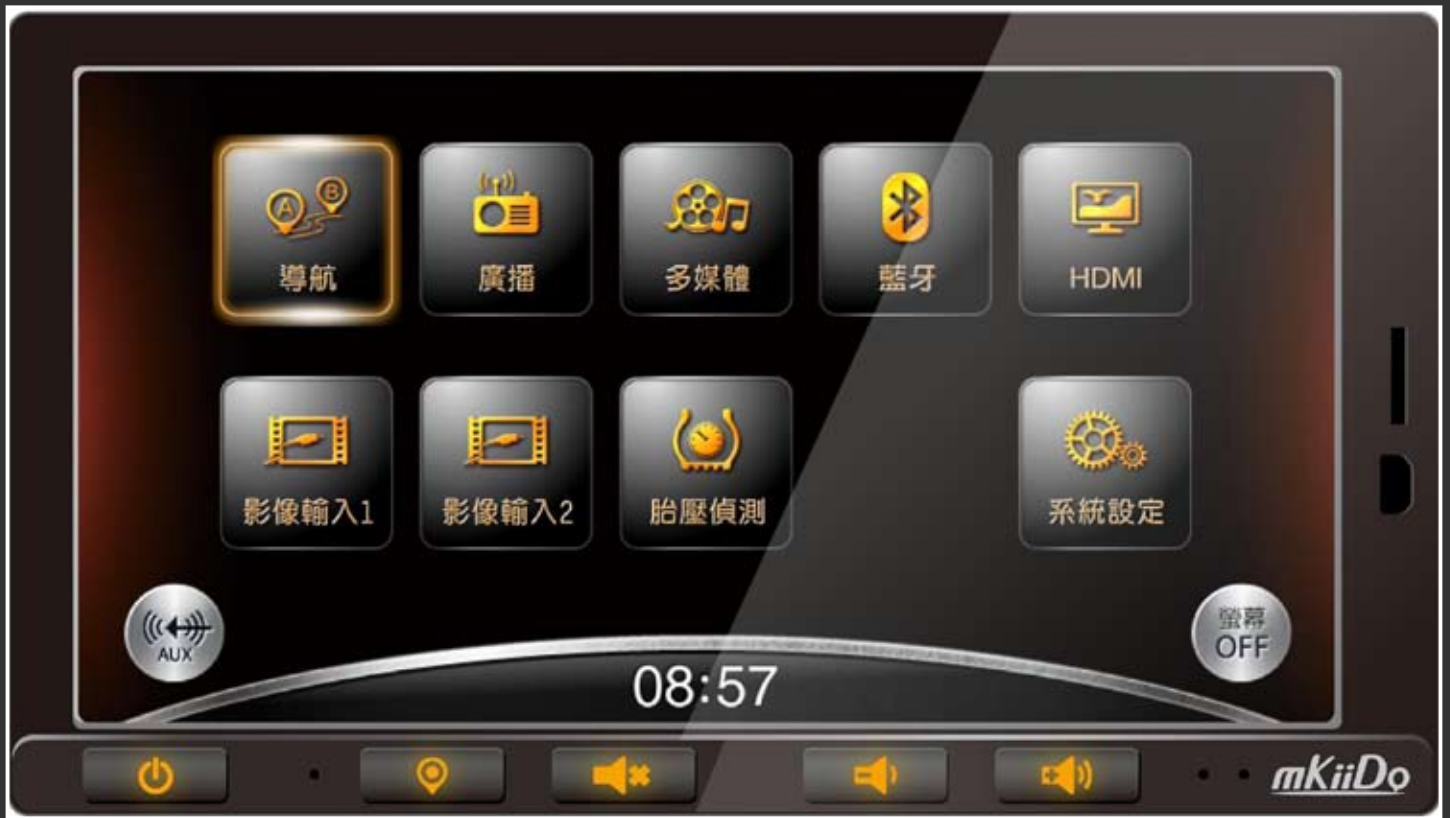 A
B
導航
廣播
多媒體
藍牙
HDMI
影像輸入1
影像輸入2
胎壓偵測
系統設定
AUX
螢幕
OFF
08:57
mKiiDo